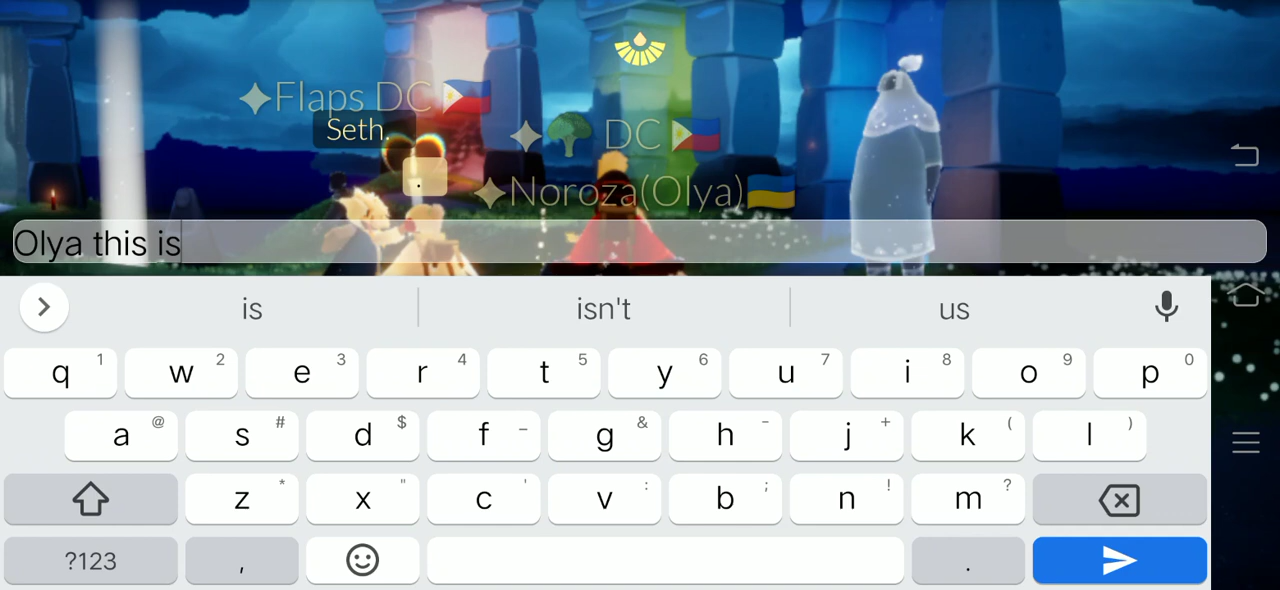 ✦Flaps DC🇵🇭
Seth.
✦🌳 DC🇵🇭
.
✦Noroza(Olya)🇺🇦
Olya this is
is isn't us
q 1 w 2 e 3 r 4 t 5 y 6 u 7 i 8 o 9 p 0
a @ s # d $ f _ g & h - j + k ( l )
z * x " c ' v : b ; n ! m ?
?123 , .